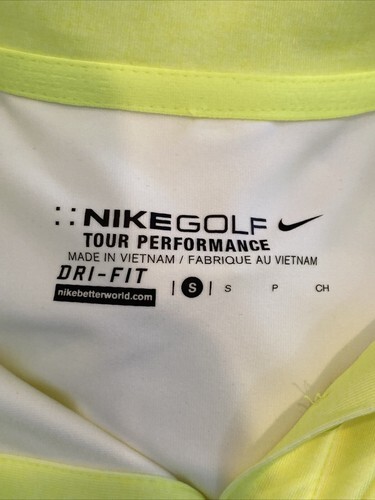 NIKEGOLF
TOUR PERFORMANCE
MADE IN VIETNAM / FABRIQUE AU VIETNAM
DRI-FIT
nikebetterworld.com | S | S P CH